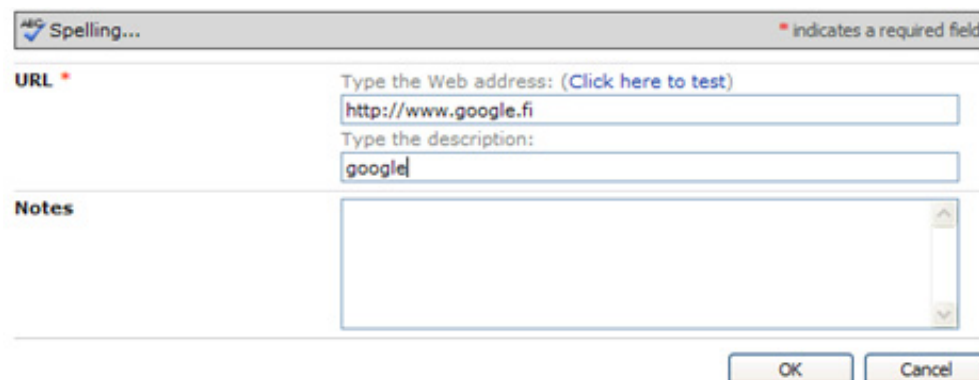 ABC Spelling... * indicates a required field
URL * Type the Web address: (Click here to test)
http://www.google.fi
Type the description:
google
Notes
OK Cancel